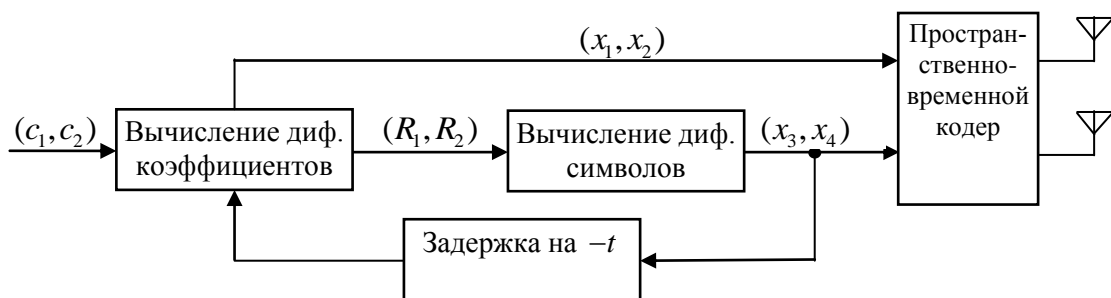 (x₁, x₂)
Простран-
ственно-
временной
кодер
(c₁, c₂)
Вычисление диф.
коэффициентов
(R₁, R₂)
Вычисление диф.
символов
(x₃, x₄)
Задержка на −t